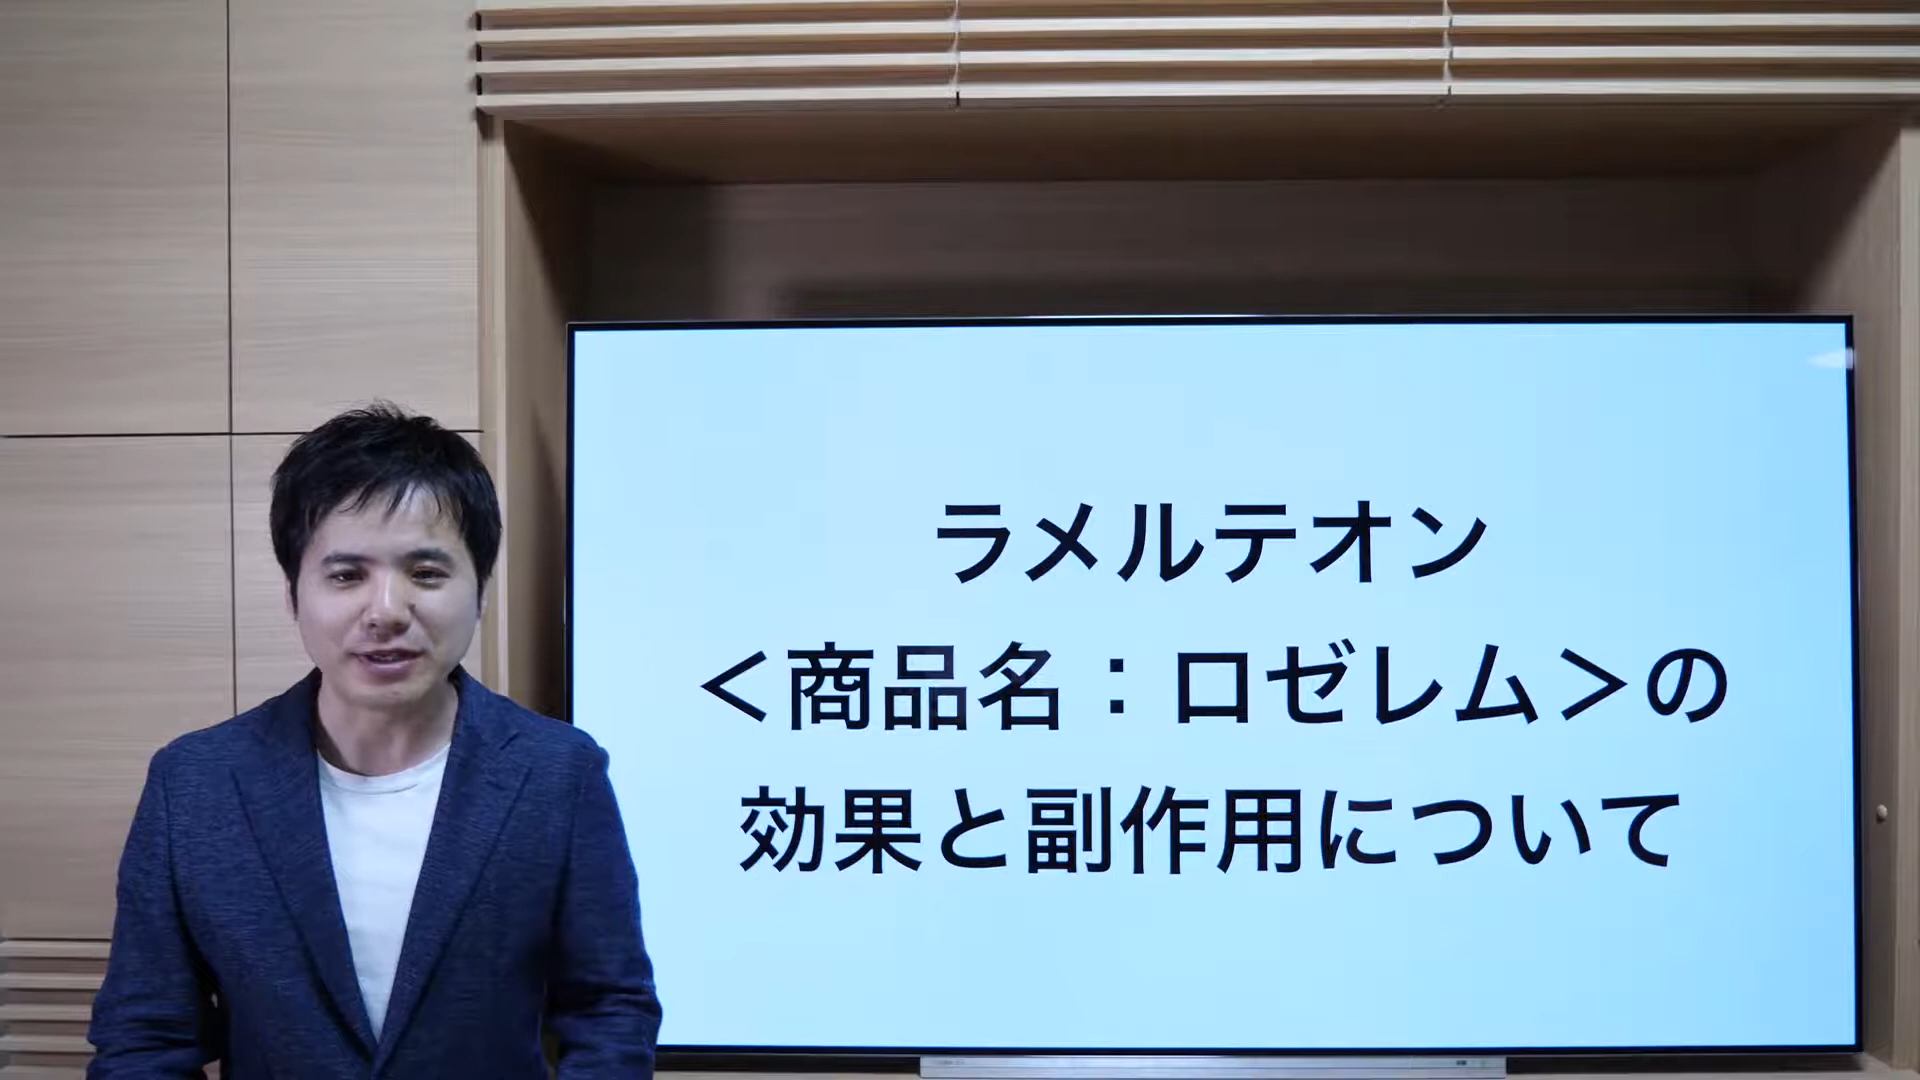 ラメルテオン
＜商品名：ロゼレム＞の
効果と副作用について